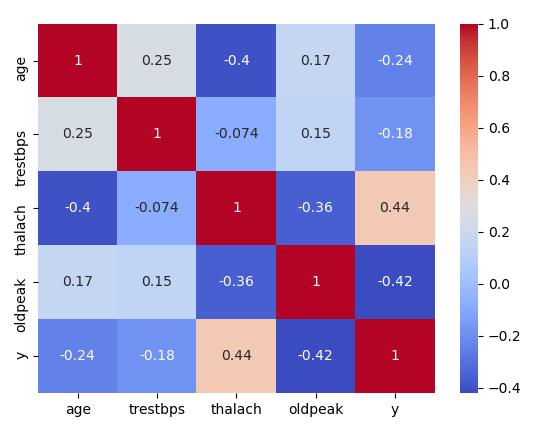 age 1 0.25 -0.4 0.17 -0.24
trestbps 0.25 1 -0.074 0.15 -0.18
thalach -0.4 -0.074 1 -0.36 0.44
oldpeak 0.17 0.15 -0.36 1 -0.42
y -0.24 -0.18 0.44 -0.42 1
age trestbps thalach oldpeak y
1.0
0.8
0.6
0.4
0.2
0.0
−0.2
−0.4